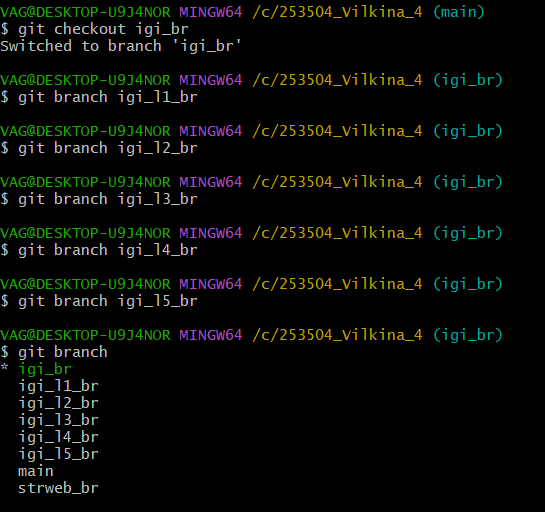 VAG@DESKTOP-U9J4NOR MINGW64 /c/253504_Vilkina_4 (main)
$ git checkout igi_br
Switched to branch 'igi_br'
VAG@DESKTOP-U9J4NOR MINGW64 /c/253504_Vilkina_4 (igi_br)
$ git branch igi_l1_br
VAG@DESKTOP-U9J4NOR MINGW64 /c/253504_Vilkina_4 (igi_br)
$ git branch igi_l2_br
VAG@DESKTOP-U9J4NOR MINGW64 /c/253504_Vilkina_4 (igi_br)
$ git branch igi_l3_br
VAG@DESKTOP-U9J4NOR MINGW64 /c/253504_Vilkina_4 (igi_br)
$ git branch igi_l4_br
VAG@DESKTOP-U9J4NOR MINGW64 /c/253504_Vilkina_4 (igi_br)
$ git branch igi_l5_br
VAG@DESKTOP-U9J4NOR MINGW64 /c/253504_Vilkina_4 (igi_br)
$ git branch
* igi_br
  igi_l1_br
  igi_l2_br
  igi_l3_br
  igi_l4_br
  igi_l5_br
  main
  strweb_br